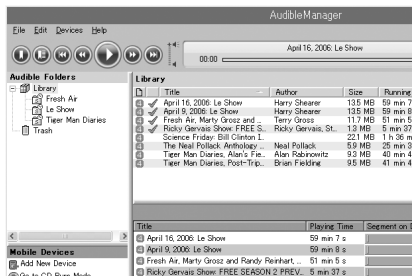 AudibleManager
File Edit Devices Help
April 16, 2006: Le Show
00:00
Audible Folders
Library
Fresh Air
Le Show
Tiger Man Diaries
Trash
Mobile Devices
Add New Device
Go to CD Burn Mode
Library
Title Author Size Running
April 16, 2006: Le Show Harry Shearer 13.5 MB 59 min 7
April 9, 2006: Le Show Harry Shearer 13.5 MB 59 min 8
Fresh Air, Marty Grosz and ... Terry Gross 11.7 MB 51 min 5
Ricky Gervais Show: FREE S... Ricky Gervais, St... 1.3 MB 5 min 37
Science Friday: Bill Clinton I... 22.1 MB 1 h 36 m
The Neal Pollack Anthology ... Neal Pollack 5.9 MB 25 min 3
Tiger Man Diaries, Alan's Fie... Alan Rabinowitz 9.3 MB 40 min 4
Tiger Man Diaries, Post-Trip... Brian Fielding 9.5 MB 41 min 4
Title Playing Time Segment on D
April 16, 2006: Le Show 59 min 7 s
April 9, 2006: Le Show 59 min 8 s
Fresh Air, Marty Grosz and Randy Reinhart, ... 51 min 5 s
Ricky Gervais Show: FREE SEASON 2 PREV... 5 min 37 s